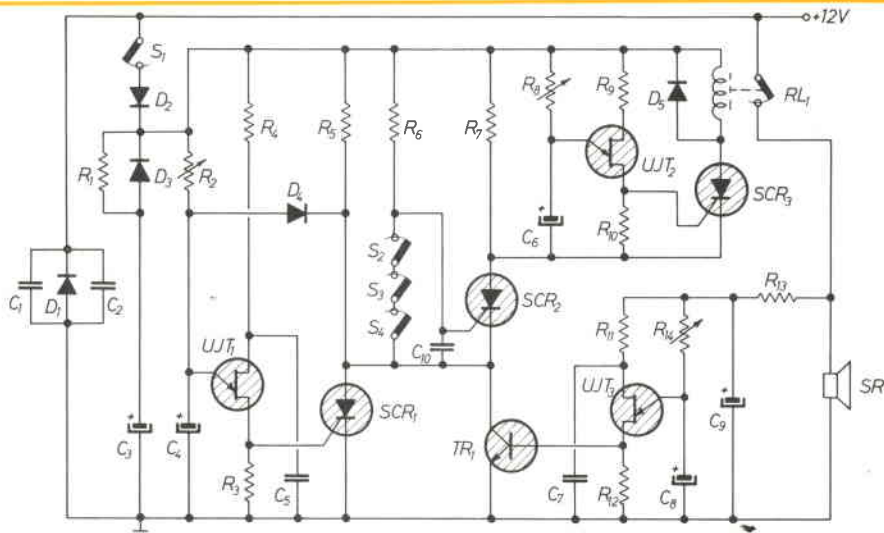 +12V
S1
D2
R1
D3
R2
R4
R5
R6
R7
R8
R9
D5
RL1
UJT2
SCR3
D4
S2
S3
S4
C6
R10
C1
D1
C2
UJT1
C10
SCR2
R11
R14
R13
UJT3
SCR1
C3
C4
R3
C5
TR1
C7
R12
C8
C9
SR